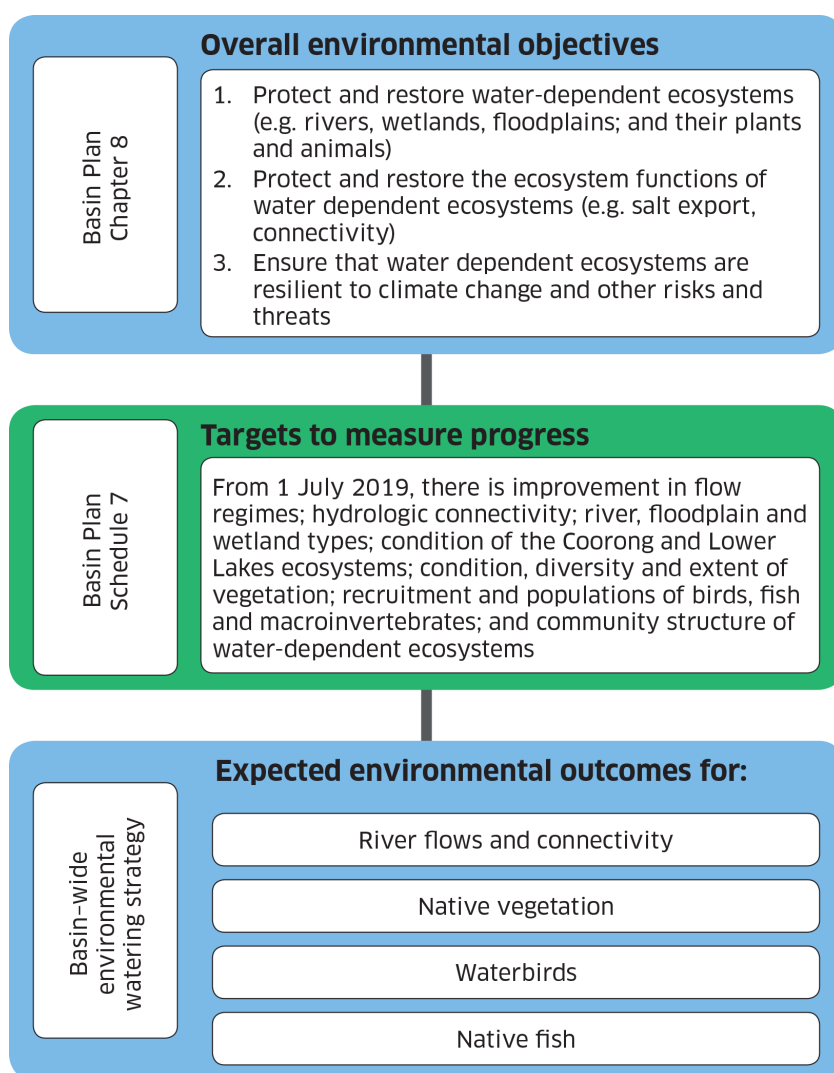 Overall environmental objectives
Basin Plan
Chapter 8
1. Protect and restore water-dependent ecosystems
(e.g. rivers, wetlands, floodplains; and their plants
and animals)
2. Protect and restore the ecosystem functions of
water dependent ecosystems (e.g. salt export,
connectivity)
3. Ensure that water dependent ecosystems are
resilient to climate change and other risks and
threats
Targets to measure progress
Basin Plan
Schedule 7
From 1 July 2019, there is improvement in flow
regimes; hydrologic connectivity; river, floodplain and
wetland types; condition of the Coorong and Lower
Lakes ecosystems; condition, diversity and extent of
vegetation; recruitment and populations of birds, fish
and macroinvertebrates; and community structure of
water-dependent ecosystems
Expected environmental outcomes for:
Basin-wide
environmental
watering strategy
River flows and connectivity
Native vegetation
Waterbirds
Native fish